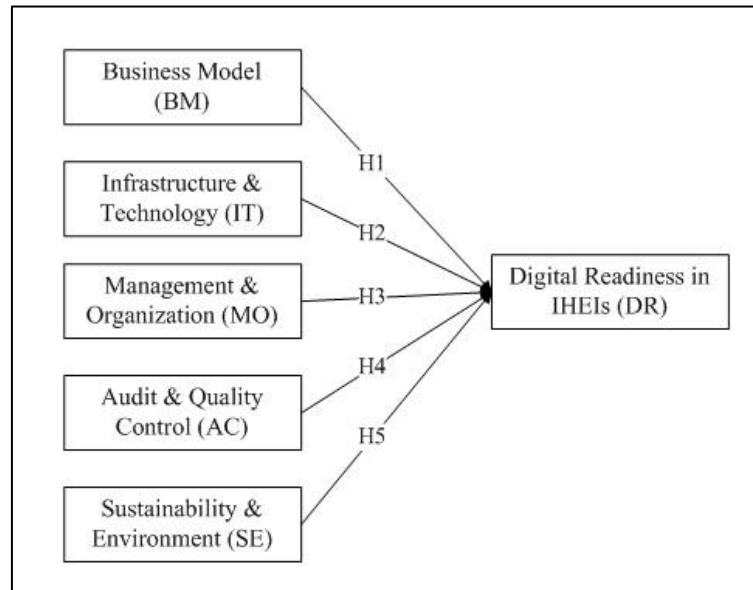 Business Model
(BM)
H1
Infrastructure &
Technology (IT)
H2
Management &
Organization (MO)
H3
Digital Readiness in
IHEIs (DR)
Audit & Quality
Control (AC)
H4
H5
Sustainability &
Environment (SE)